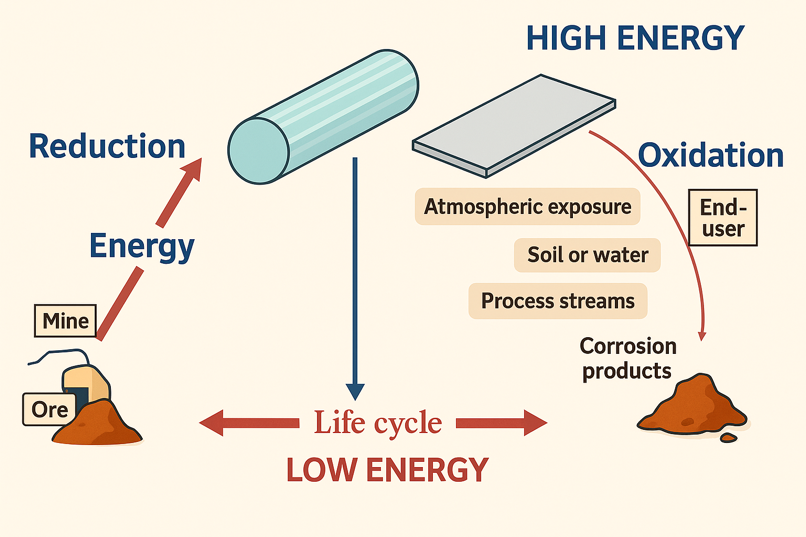 HIGH ENERGY
Reduction
Oxidation
Energy
Atmospheric exposure
End-
user
Soil or water
Process streams
Mine
Corrosion
products
Ore
Life cycle
LOW ENERGY